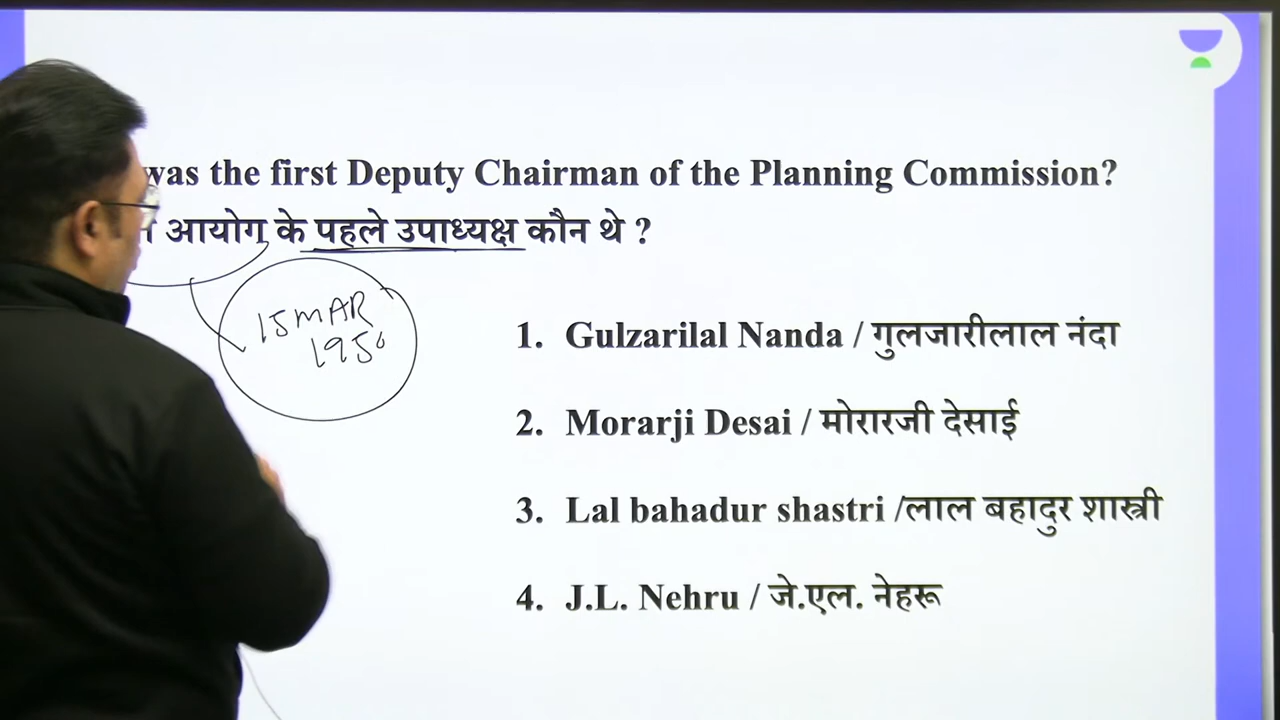 was the first Deputy Chairman of the Planning Commission?
आयोग के पहले उपाध्यक्ष कौन थे ?
15 MAR
1950
1. Gulzarilal Nanda / गुलजारीलाल नंदा
2. Morarji Desai / मोरारजी देसाई
3. Lal bahadur shastri /लाल बहादुर शास्त्री
4. J.L. Nehru / जे.एल. नेहरू